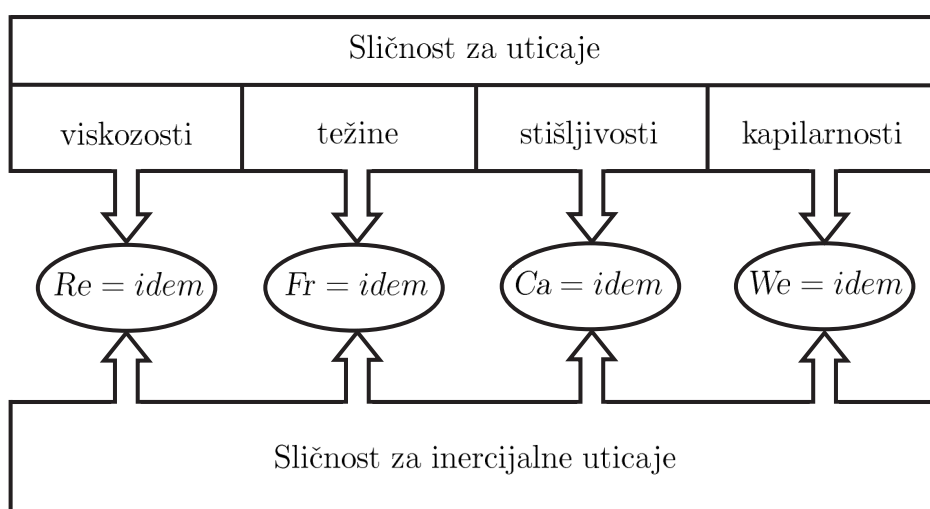 Sličnost za uticaje
viskozosti težine stišljivosti kapilarnosti
Re = idem Fr = idem Ca = idem We = idem
Sličnost za inercijalne uticaje